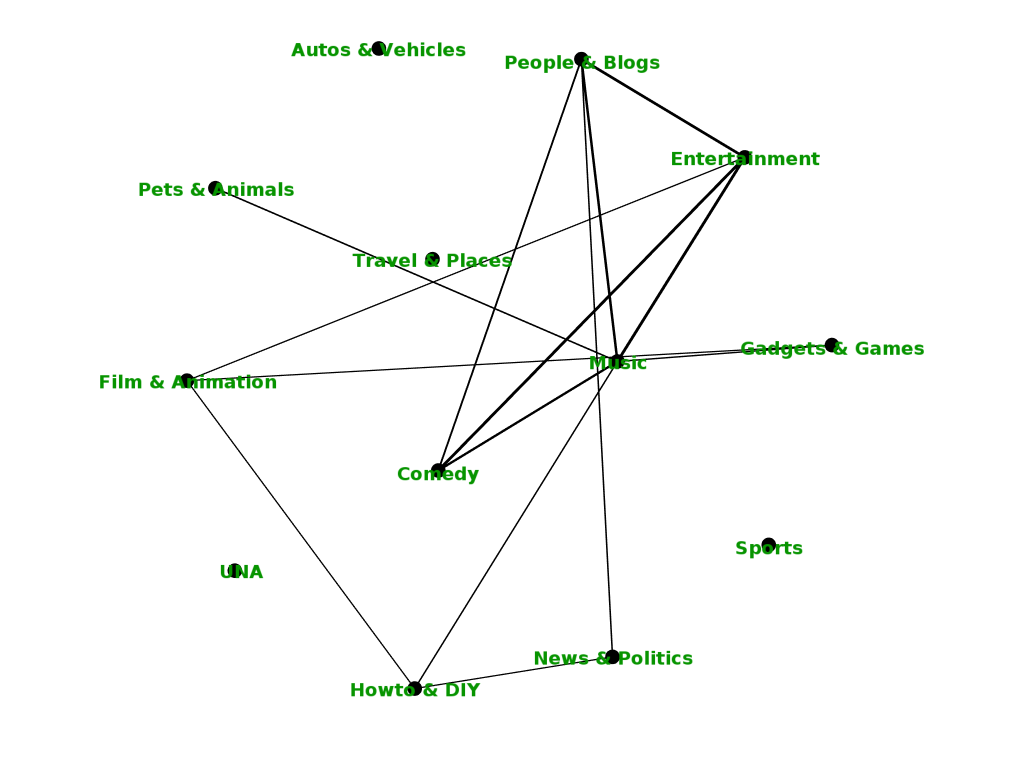 Autos & Vehicles
People & Blogs
Entertainment
Pets & Animals
Travel & Places
Gadgets & Games
Music
Film & Animation
Comedy
Sports
UNA
News & Politics
Howto & DIY